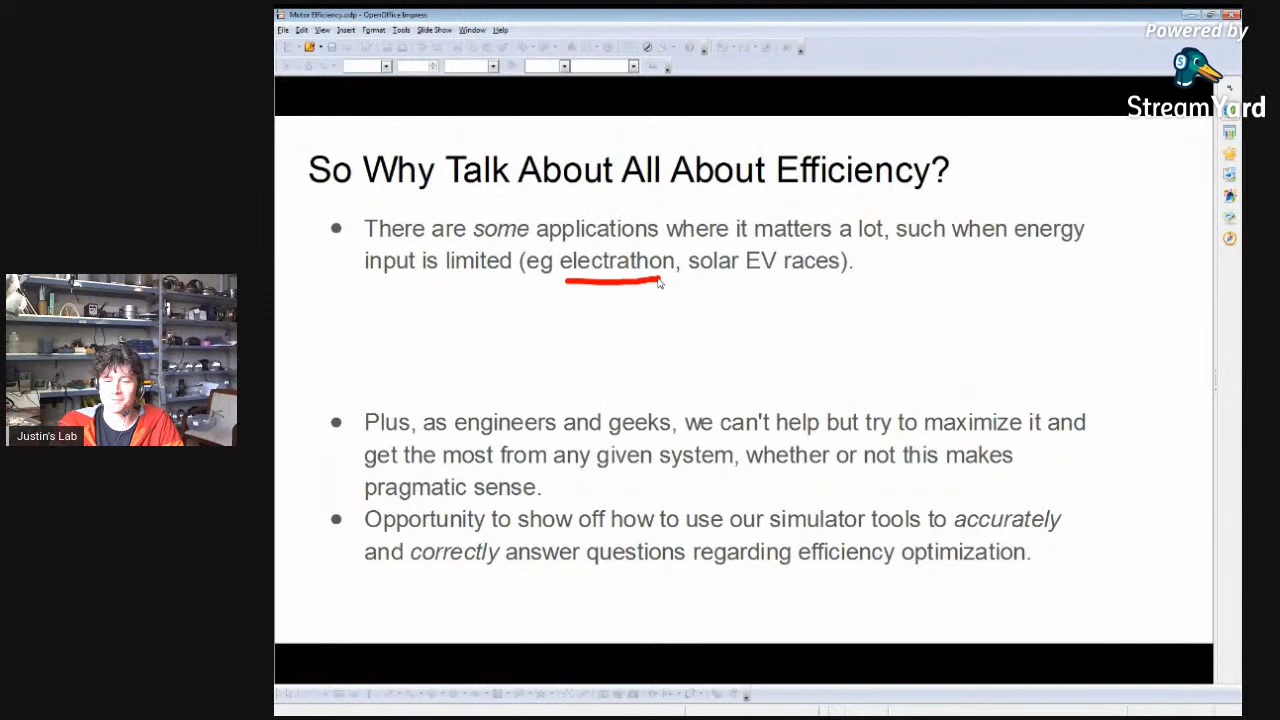 Motor Efficiency.odp - OpenOffice Impress
Powered by
File Edit View Insert Format Tools Slide Show Window Help
StreamYard
So Why Talk About All About Efficiency?
● There are some applications where it matters a lot, such when energy
input is limited (eg electrathon, solar EV races).
Justin's Lab
● Plus, as engineers and geeks, we can't help but try to maximize it and
get the most from any given system, whether or not this makes
pragmatic sense.
● Opportunity to show off how to use our simulator tools to accurately
and correctly answer questions regarding efficiency optimization.